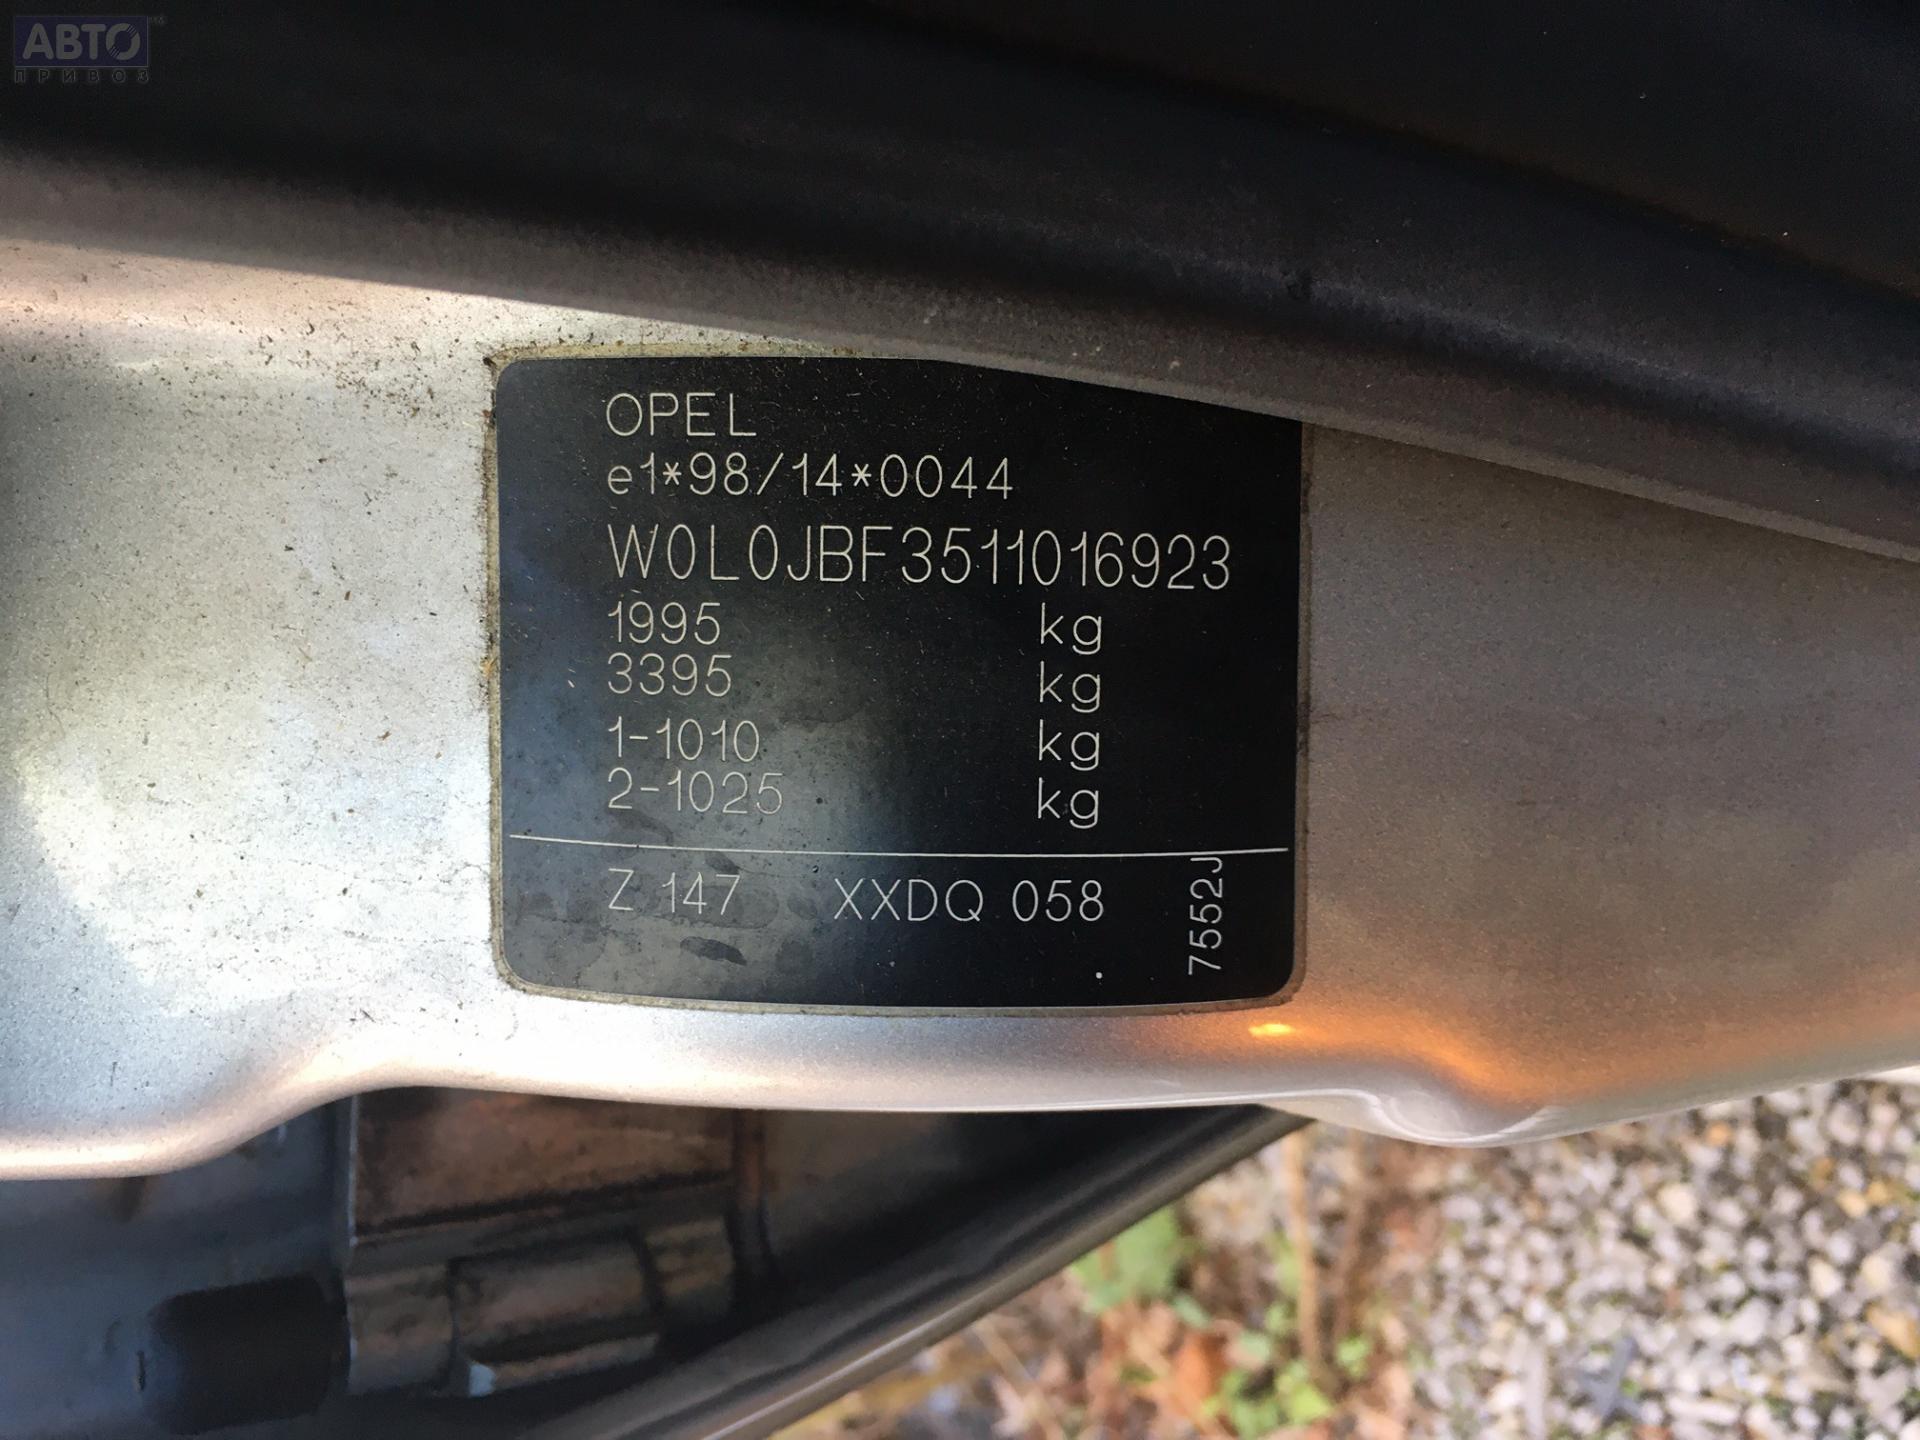 АВТО
ПРИВОЗ
OPEL
e1*98/14*0044
W0L0JBF3511016923
1995 kg
3395 kg
1-1010 kg
2-1025 kg
Z 147 XXDQ 058
7552J